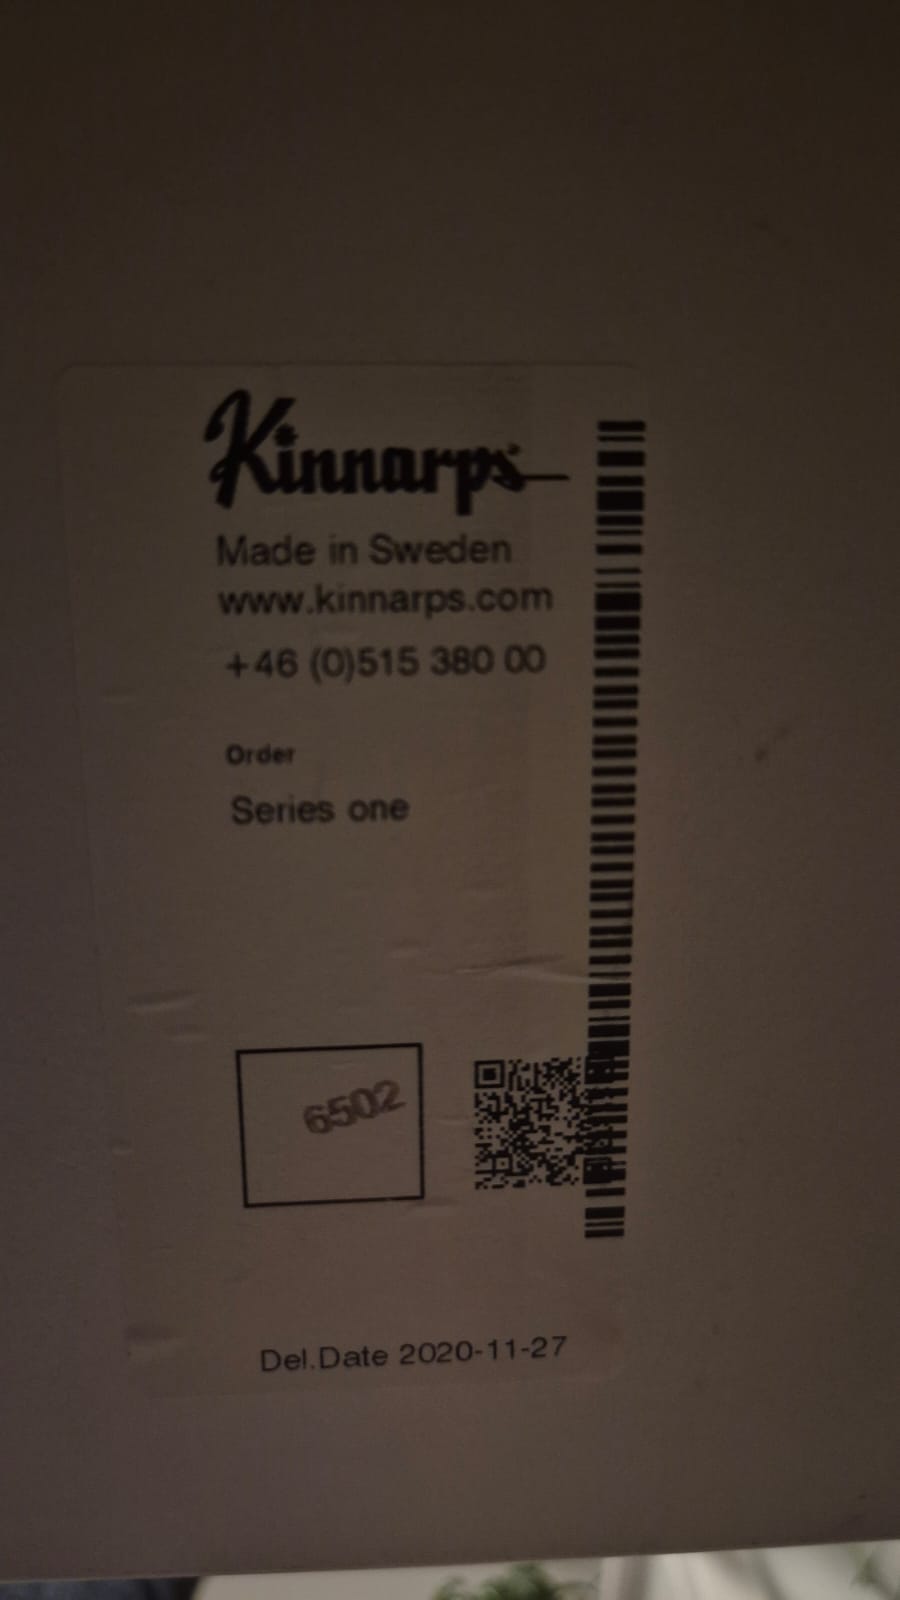 Kinnarps
Made in Sweden
www.kinnarps.com
+46 (0)515 380 00
Order
Series one
6502
Del.Date 2020-11-27